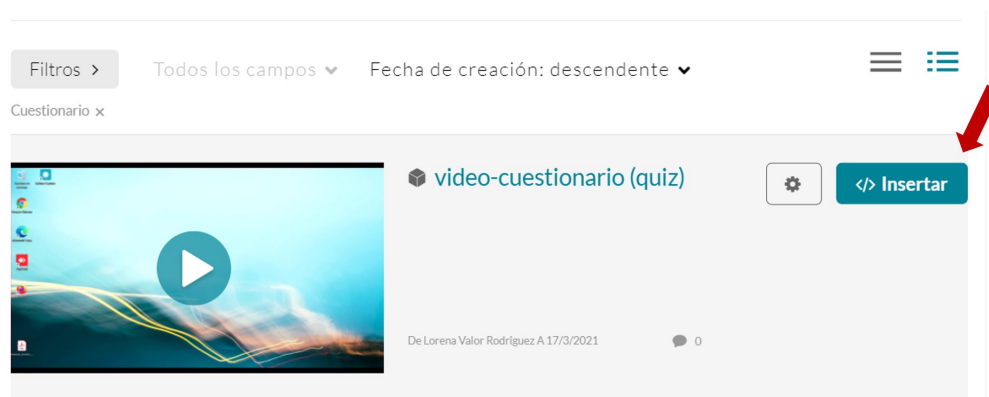 Filtros >
Todos los campos
Fecha de creación: descendente
Cuestionario ×
video-cuestionario (quiz)
</> Insertar
De Lorena Valor Rodriguez A 17/3/2021
0